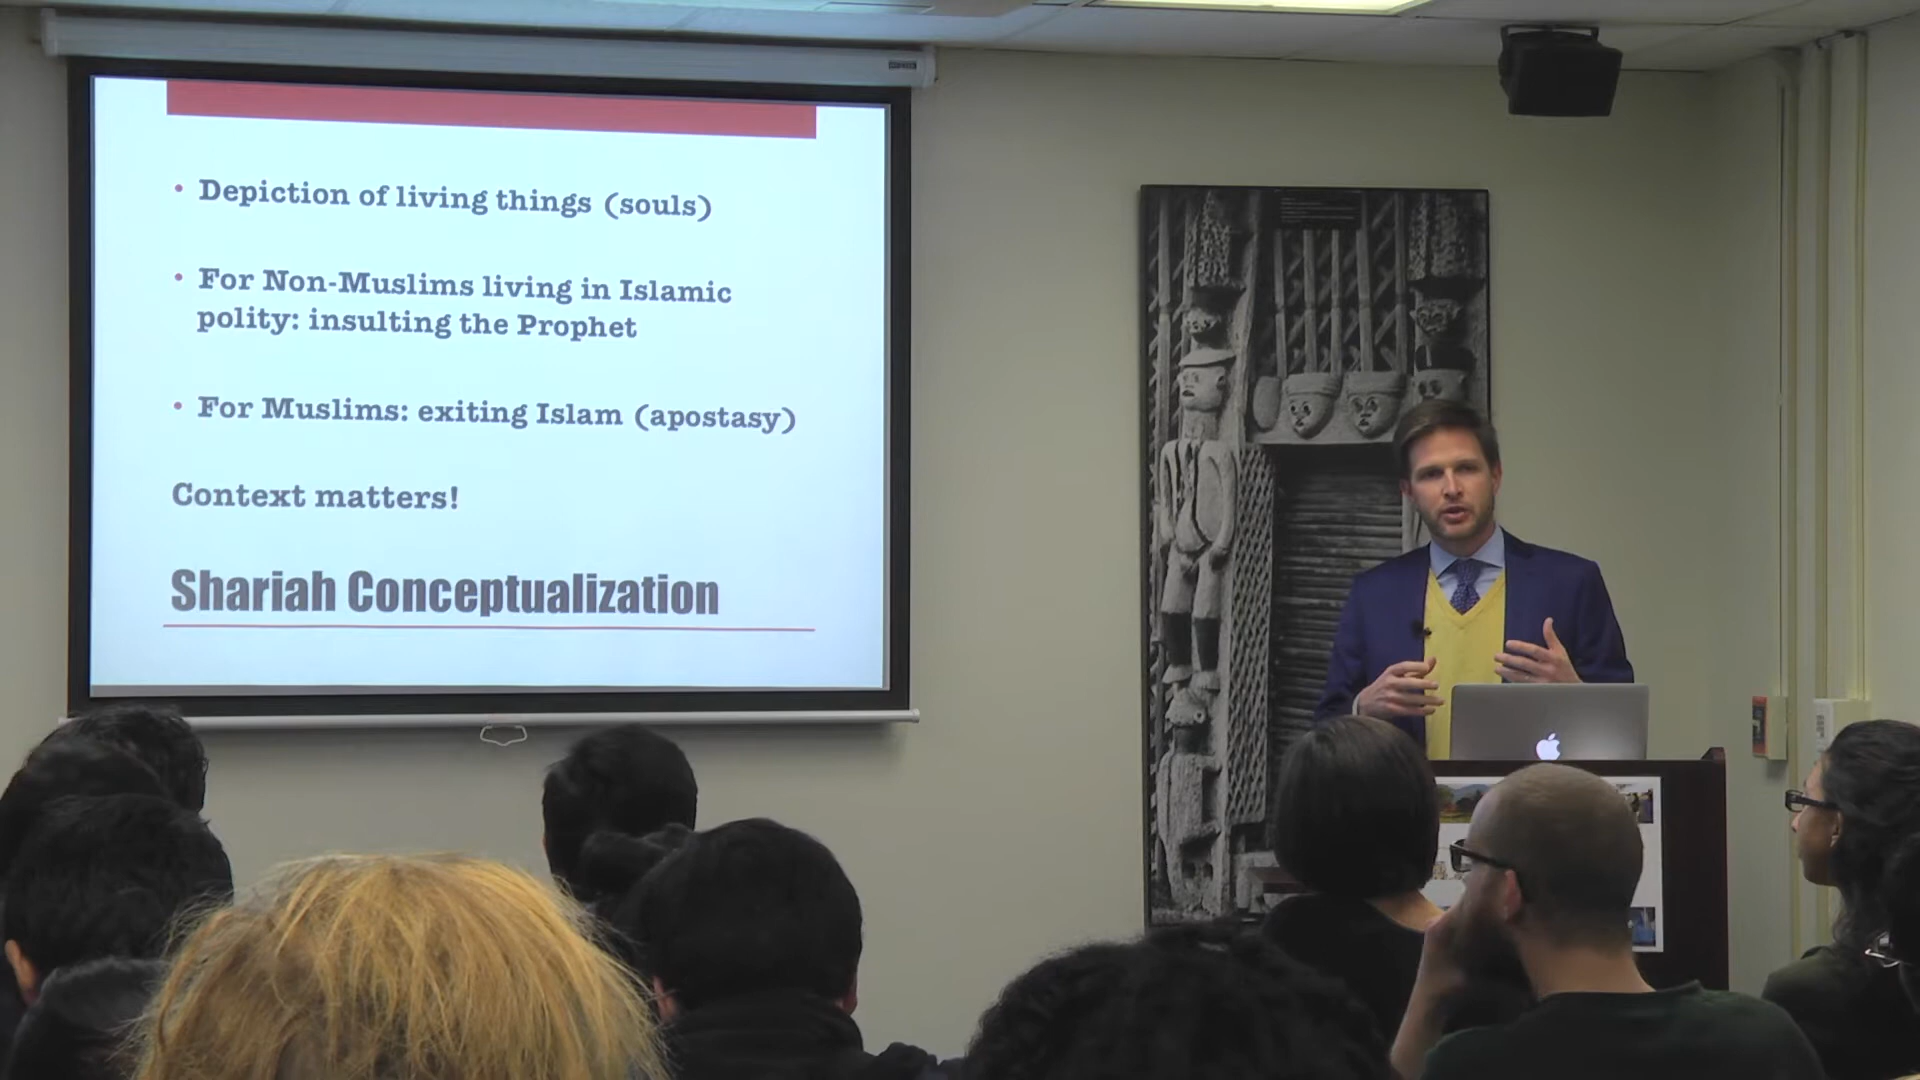 • Depiction of living things (souls)
• For Non-Muslims living in Islamic
polity: insulting the Prophet
• For Muslims: exiting Islam (apostasy)
Context matters!
Shariah Conceptualization